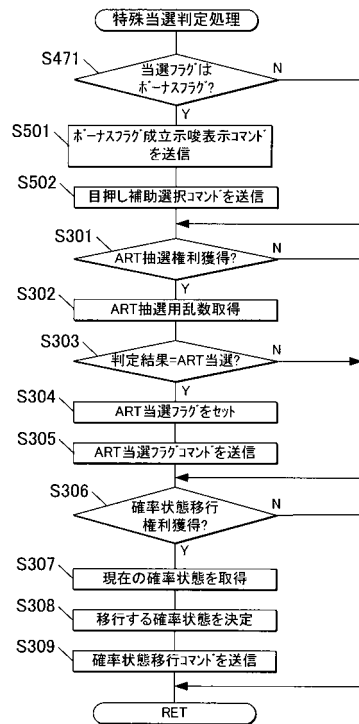 特殊当選判定処理
S471
当選フラグは
ボーナスフラグ?
N
Y
S501
ボーナスフラグ成立示唆表示コマンド
を送信
S502
目押し補助選択コマンドを送信
S301
ART抽選権利獲得?
N
Y
S302
ART抽選用乱数取得
S303
判定結果=ART当選?
N
Y
S304
ART当選フラグをセット
S305
ART当選フラグコマンドを送信
S306
確率状態移行
権利獲得?
N
Y
S307
現在の確率状態を取得
S308
移行する確率状態を決定
S309
確率状態移行コマンドを送信
RET